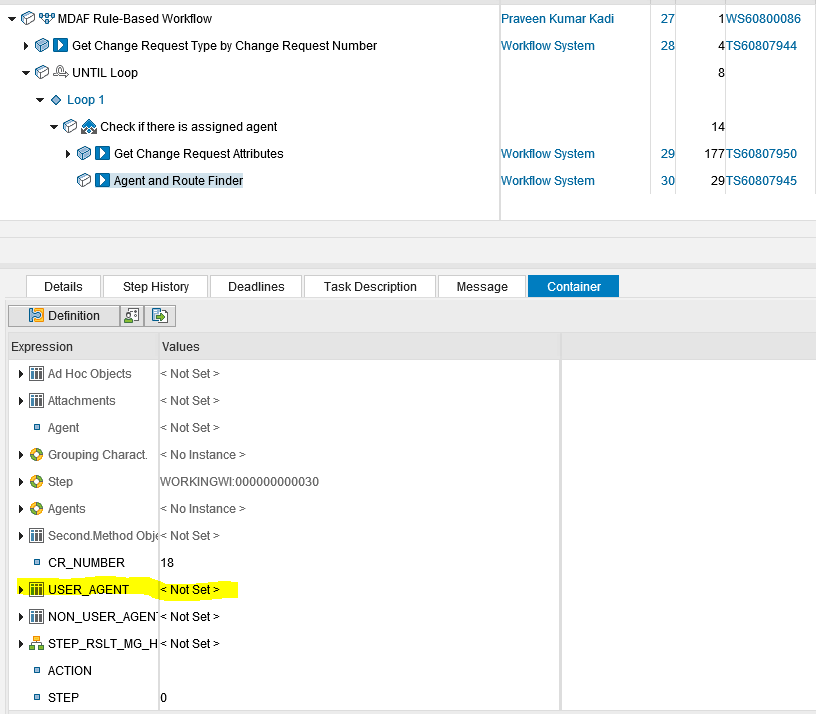 MDAF Rule-Based Workflow Praveen Kumar Kadi 27 1 WS60800086
Get Change Request Type by Change Request Number Workflow System 28 4 TS60807944
UNTIL Loop 8
Loop 1
Check if there is assigned agent 14
Get Change Request Attributes Workflow System 29 177 TS60807950
Agent and Route Finder Workflow System 30 29 TS60807945
Details Step History Deadlines Task Description Message Container
Definition
Expression Values
Ad Hoc Objects < Not Set >
Attachments < Not Set >
Agent < Not Set >
Grouping Charact. < No Instance >
Step WORKINGWI:000000000030
Agents < No Instance >
Second.Method Obje < Not Set >
CR_NUMBER 18
USER_AGENT < Not Set >
NON_USER_AGENT < Not Set >
STEP_RSLT_MG_H < Not Set >
ACTION
STEP 0